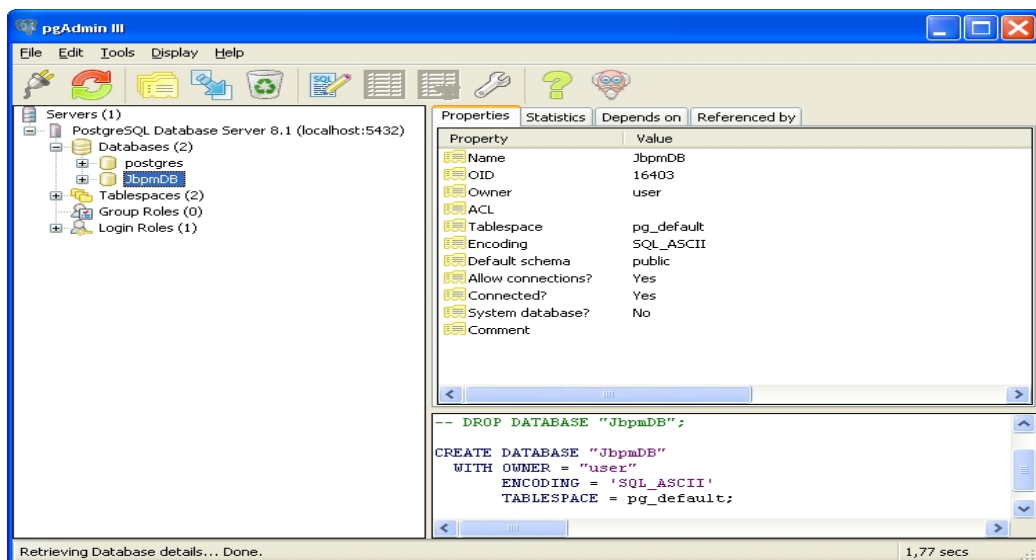 pgAdmin III
File Edit Tools Display Help
SQL
Servers (1)
PostgreSQL Database Server 8.1 (localhost:5432)
Databases (2)
postgres
JbpmDB
Tablespaces (2)
Group Roles (0)
Login Roles (1)
Properties Statistics Depends on Referenced by
Property Value
Name JbpmDB
OID 16403
Owner user
ACL
Tablespace pg_default
Encoding SQL_ASCII
Default schema public
Allow connections? Yes
Connected? Yes
System database? No
Comment
-- DROP DATABASE "JbpmDB";
CREATE DATABASE "JbpmDB"
WITH OWNER = "user"
ENCODING = 'SQL_ASCII'
TABLESPACE = pg_default;
Retrieving Database details... Done. 1,77 secs